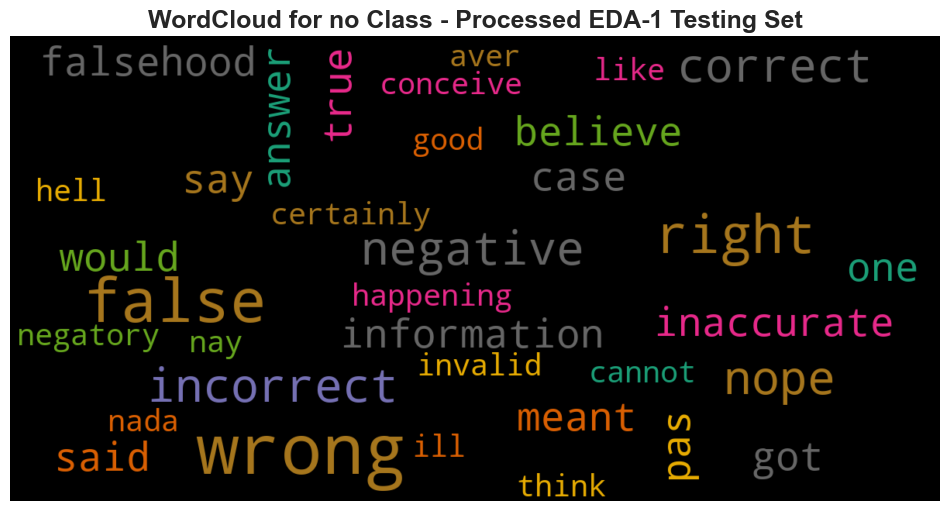 WordCloud for no Class - Processed EDA-1 Testing Set
falsehood
answer
true
aver
conceive
like
correct
good
believe
hell
say
case
certainly
would
negative
right
one
false
happening
negatory
nay
information
inaccurate
incorrect
invalid
cannot
nope
nada
said
wrong
ill
meant
pas
got
think